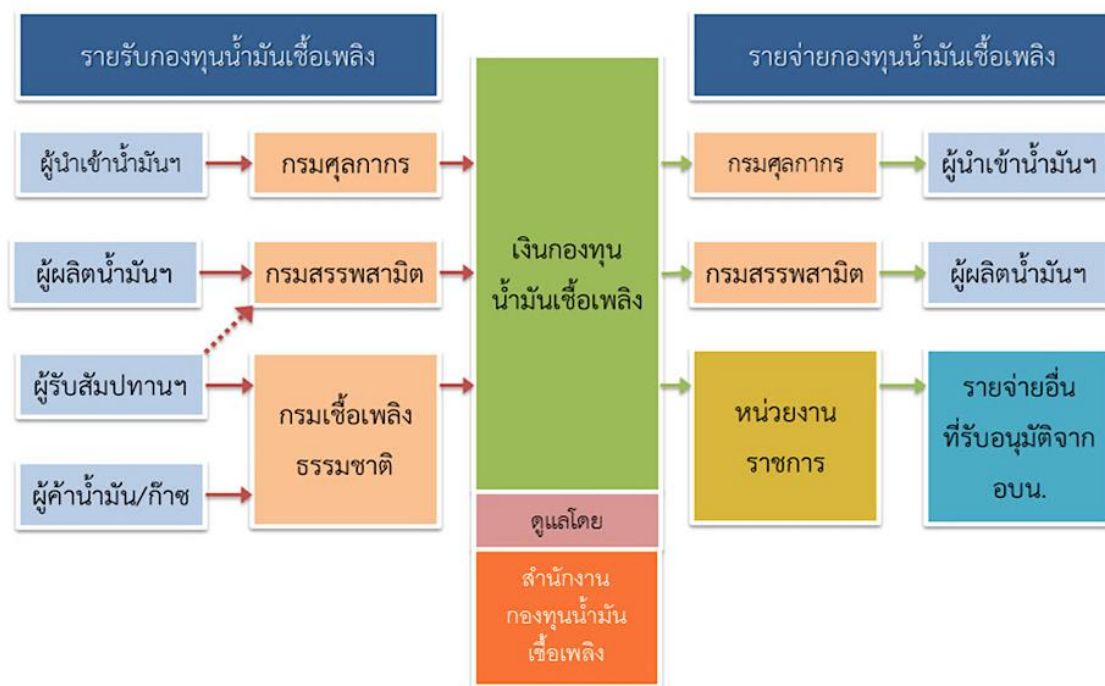 รายรับกองทุนน้ำมันเชื้อเพลิง
รายจ่ายกองทุนน้ำมันเชื้อเพลิง
ผู้นำเข้าน้ำมันฯ
กรมศุลกากร
กรมศุลกากร
ผู้นำเข้าน้ำมันฯ
ผู้ผลิตน้ำมันฯ
กรมสรรพสามิต
เงินกองทุน
น้ำมันเชื้อเพลิง
กรมสรรพสามิต
ผู้ผลิตน้ำมันฯ
ผู้รับสัมปทานฯ
กรมเชื้อเพลิง
ธรรมชาติ
ผู้ค้าน้ำมัน/ก๊าซ
หน่วยงาน
ราชการ
รายจ่ายอื่น
ที่รับอนุมัติจาก
อบน.
ดูแลโดย
สำนักงาน
กองทุนน้ำมัน
เชื้อเพลิง